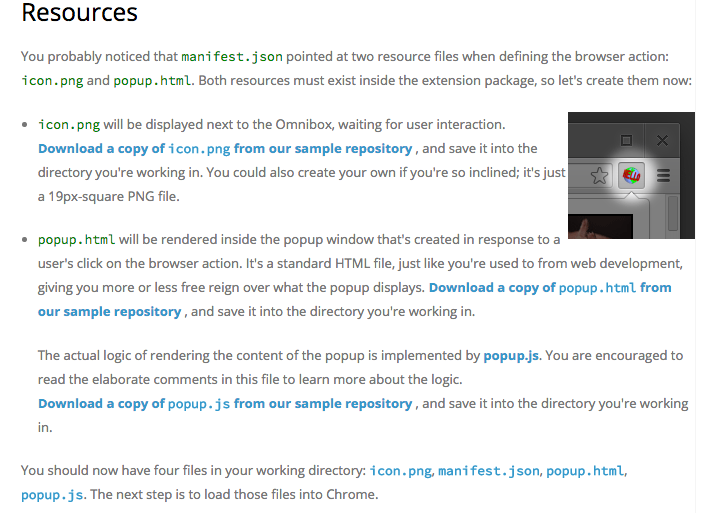 Resources
You probably noticed that manifest.json pointed at two resource files when defining the browser action:
icon.png and popup.html. Both resources must exist inside the extension package, so let's create them now:
icon.png will be displayed next to the Omnibox, waiting for user interaction.
Download a copy of icon.png from our sample repository , and save it into the
directory you're working in. You could also create your own if you're so inclined; it's just
a 19px-square PNG file.
popup.html will be rendered inside the popup window that's created in response to a
user's click on the browser action. It's a standard HTML file, just like you're used to from web development,
giving you more or less free reign over what the popup displays. Download a copy of popup.html from
our sample repository , and save it into the directory you're working in.
The actual logic of rendering the content of the popup is implemented by popup.js. You are encouraged to
read the elaborate comments in this file to learn more about the logic.
Download a copy of popup.js from our sample repository , and save it into the directory you're working
in.
You should now have four files in your working directory: icon.png, manifest.json, popup.html,
popup.js. The next step is to load those files into Chrome.